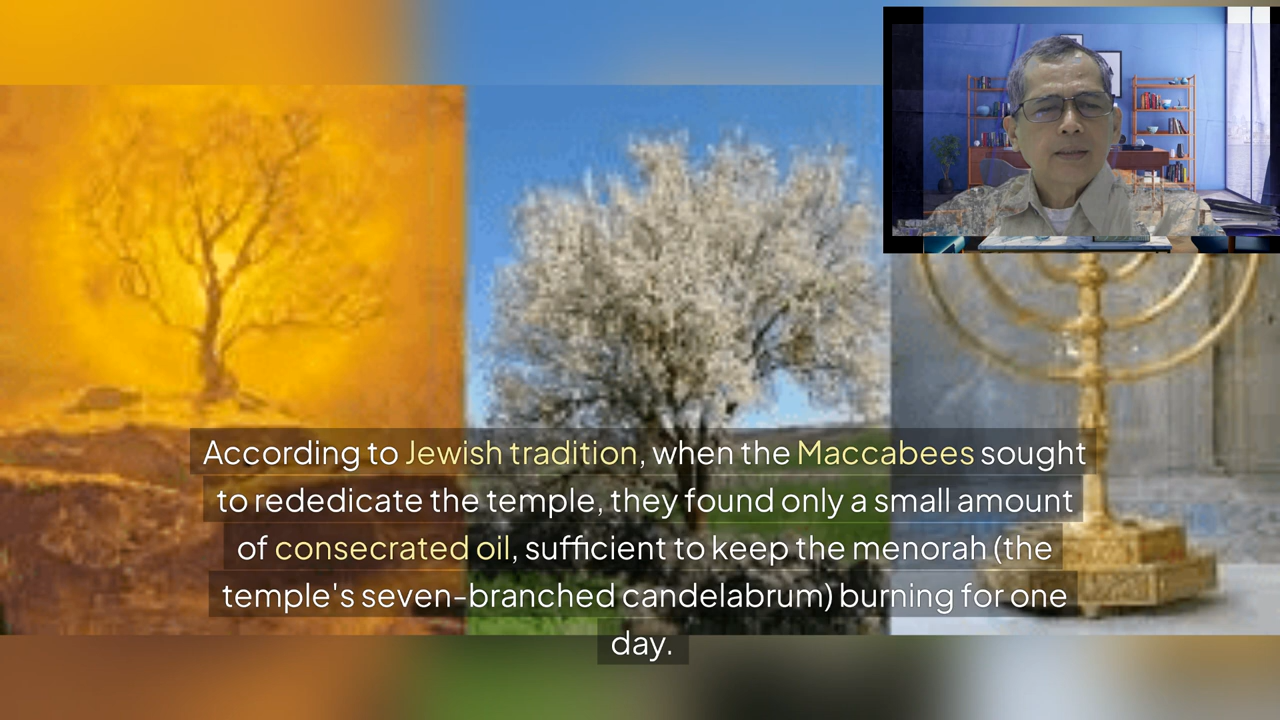 According to Jewish tradition, when the Maccabees sought
to rededicate the temple, they found only a small amount
of consecrated oil, sufficient to keep the menorah (the
temple's seven-branched candelabrum) burning for one
day.